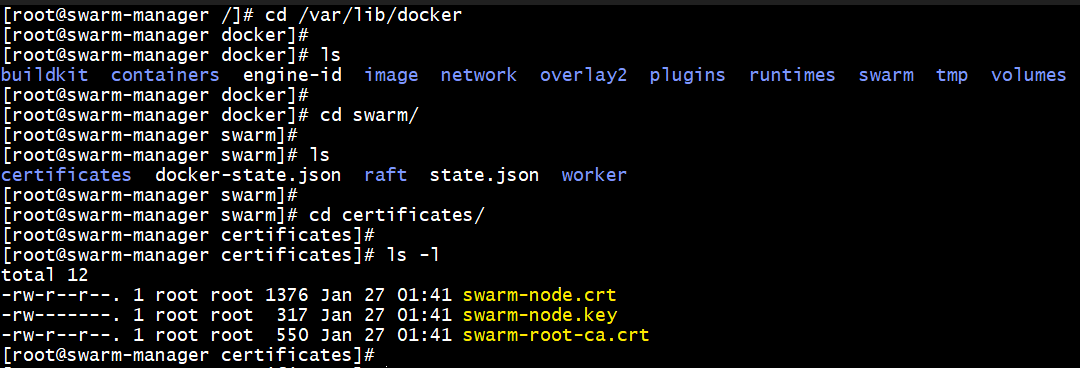 [root@swarm-manager /]# cd /var/lib/docker
[root@swarm-manager docker]#
[root@swarm-manager docker]# ls
buildkit  containers  engine-id  image  network  overlay2  plugins  runtimes  swarm  tmp  volumes
[root@swarm-manager docker]#
[root@swarm-manager docker]# cd swarm/
[root@swarm-manager swarm]#
[root@swarm-manager swarm]# ls
certificates  docker-state.json  raft  state.json  worker
[root@swarm-manager swarm]#
[root@swarm-manager swarm]# cd certificates/
[root@swarm-manager certificates]#
[root@swarm-manager certificates]# ls -l
total 12
-rw-r--r--. 1 root root 1376 Jan 27 01:41 swarm-node.crt
-rw-------. 1 root root  317 Jan 27 01:41 swarm-node.key
-rw-r--r--. 1 root root  550 Jan 27 01:41 swarm-root-ca.crt
[root@swarm-manager certificates]#